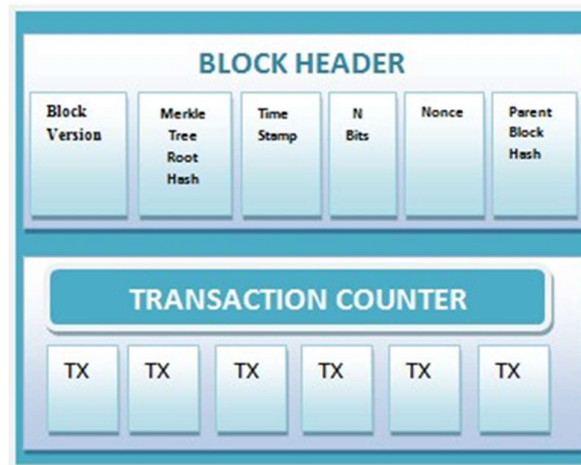 BLOCK HEADER
Block
Version
Merkle
Tree
Root
Hash
Time
Stamp
N
Bits
Nonce
Parent
Block
Hash
TRANSACTION COUNTER
TX TX TX TX TX TX